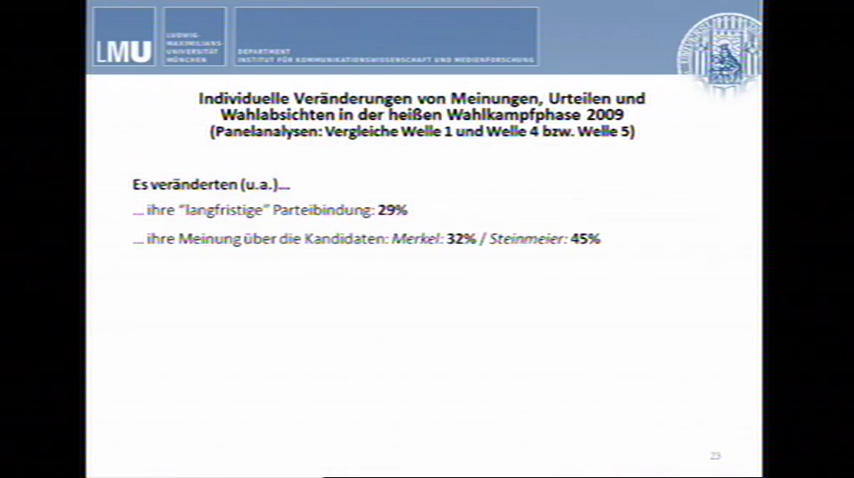 LMU
LUDWIG-
MAXIMILIANS-
UNIVERSITÄT
MÜNCHEN
DEPARTMENT
INSTITUT FÜR KOMMUNIKATIONSWISSENSCHAFT UND MEDIENFORSCHUNG
Individuelle Veränderungen von Meinungen, Urteilen und
Wahlabsichten in der heißen Wahlkampfphase 2009
(Panelanalysen: Vergleiche Welle 1 und Welle 4 bzw. Welle 5)
Es veränderten (u.a.)...
... ihre "langfristige" Parteibindung: 29%
... ihre Meinung über die Kandidaten: Merkel: 32% / Steinmeier: 45%
23